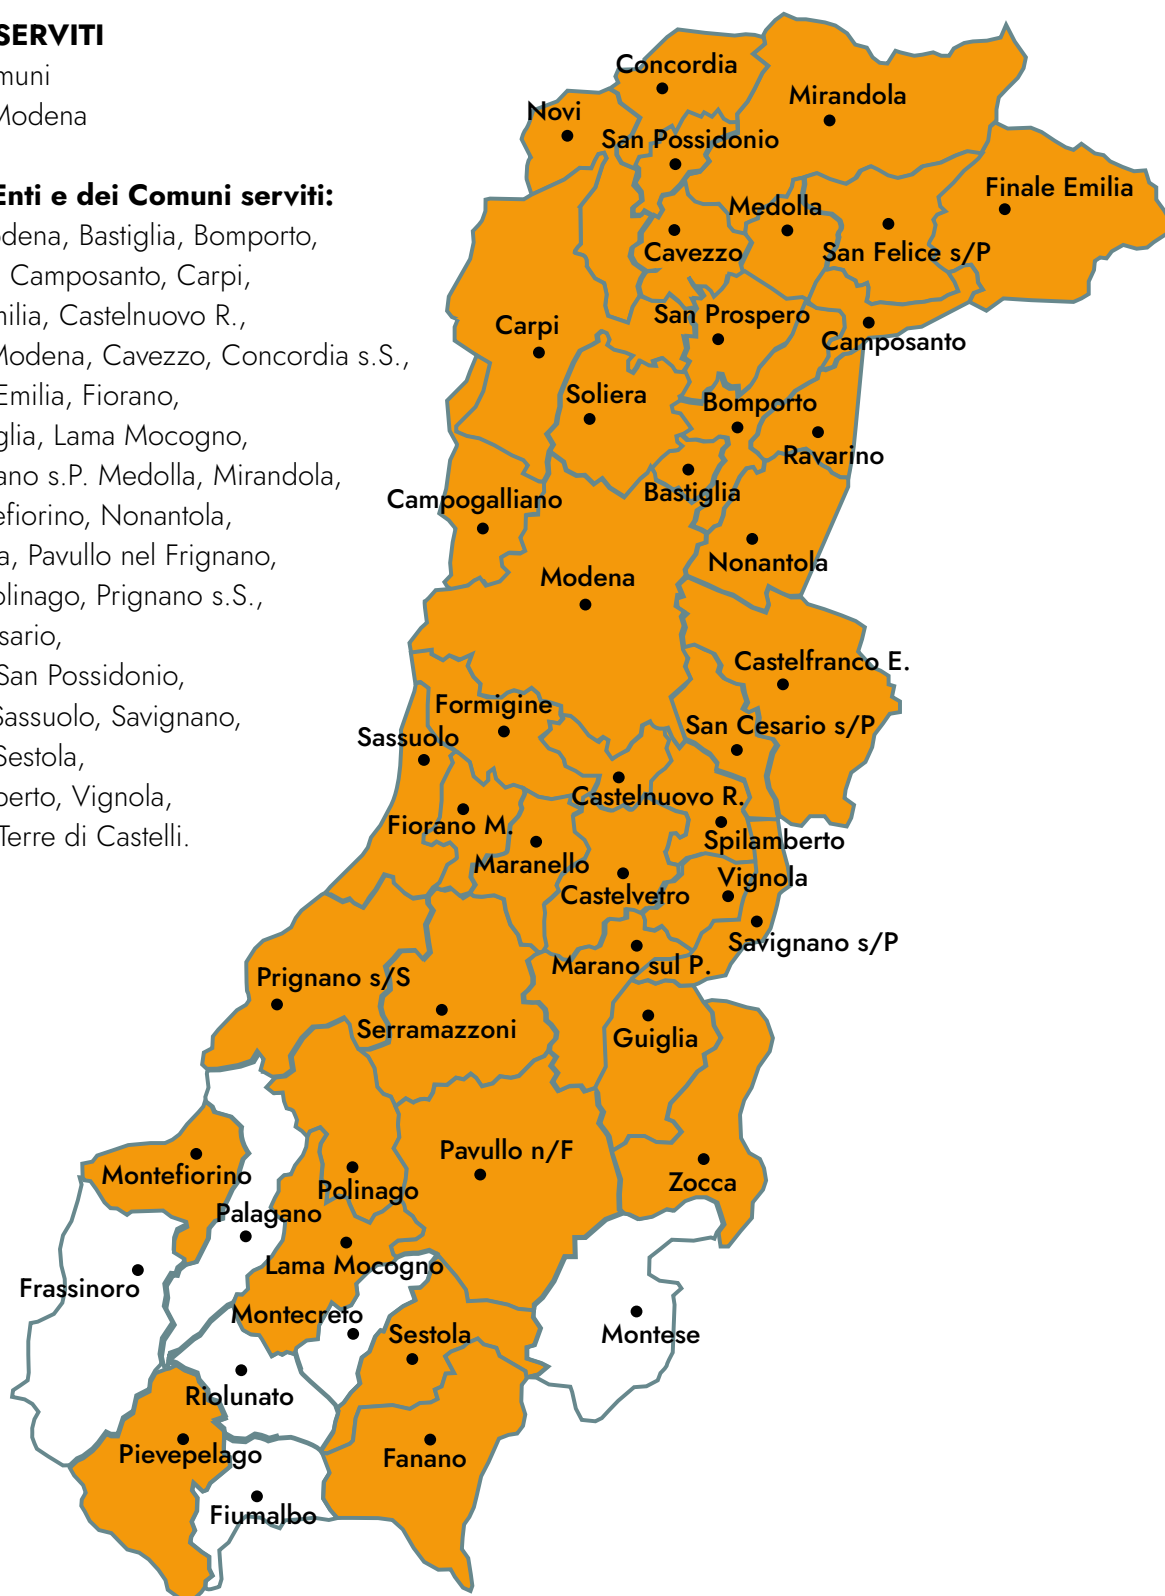 SERVITI
muni
Modena
Enti e dei Comuni serviti:
dena, Bastiglia, Bomporto,
Camposanto, Carpi,
milia, Castelnuovo R.,
Modena, Cavezzo, Concordia s.S.,
Emilia, Fiorano,
glia, Lama Mocogno,
ano s.P. Medolla, Mirandola,
efiorino, Nonantola,
a, Pavullo nel Frignano,
olinago, Prignano s.S.,
sario,
San Possidonio,
Sassuolo, Savignano,
Sestola,
berto, Vignola,
Terre di Castelli.
Concordia
Mirandola
Novi
San Possidonio
Finale Emilia
Medolla
Cavezzo
San Felice s/P
San Prospero
Carpi
Camposanto
Soliera
Bomporto
Ravarino
Bastiglia
Campogalliano
Nonantola
Modena
Castelfranco E.
Formigine
San Cesario s/P
Sassuolo
Castelnuovo R.
Fiorano M.
Spilamberto
Maranello
Vignola
Castelvetro
Savignano s/P
Marano sul P.
Prignano s/S
Serramazzoni
Guiglia
Pavullo n/F
Montefiorino
Polinago
Zocca
Palagano
Lama Mocogno
Frassinoro
Montecreto
Sestola
Montese
Riolunato
Pievepelago
Fanano
Fiumalbo